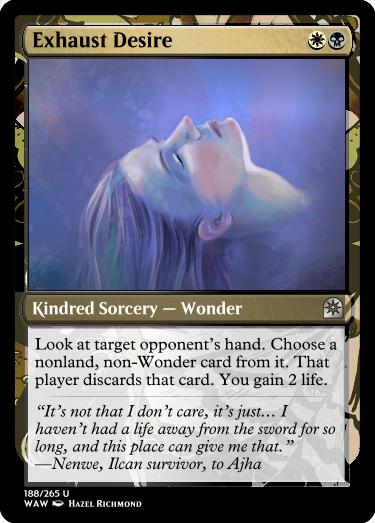 Exhaust Desire
Kindred Sorcery — Wonder
Look at target opponent's hand. Choose a
nonland, non-Wonder card from it. That
player discards that card. You gain 2 life.
“It's not that I don't care, it's just... I
haven't had a life away from the sword for so
long, and this place can give me that.”
—Nenwe, Ilcan survivor, to Ajha
188/265 U
WAW Hazel Richmond